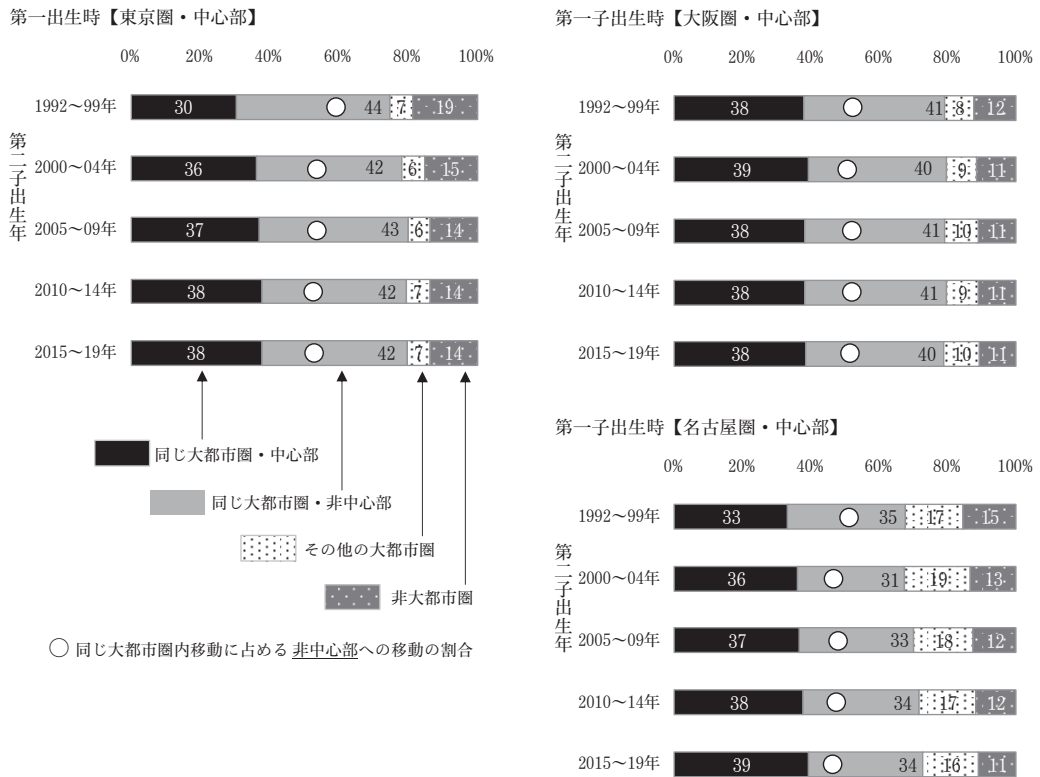 第一出生時【東京圏・中心部】
0% 20% 40% 60% 80% 100%
第二子出生年
1992～99年 30 44 7 19
2000～04年 36 42 6 15
2005～09年 37 43 6 14
2010～14年 38 42 7 14
2015～19年 38 42 7 14
同じ大都市圏・中心部
同じ大都市圏・非中心部
その他の大都市圏
非大都市圏
○ 同じ大都市圏内移動に占める 非中心部への移動の割合
第一子出生時【大阪圏・中心部】
0% 20% 40% 60% 80% 100%
第二子出生年
1992～99年 38 41 8 12
2000～04年 39 40 9 11
2005～09年 38 41 10 11
2010～14年 38 41 9 11
2015～19年 38 40 10 11
第一子出生時【名古屋圏・中心部】
0% 20% 40% 60% 80% 100%
第二子出生年
1992～99年 33 35 17 15
2000～04年 36 31 19 13
2005～09年 37 33 18 12
2010～14年 38 34 17 12
2015～19年 39 34 16 11